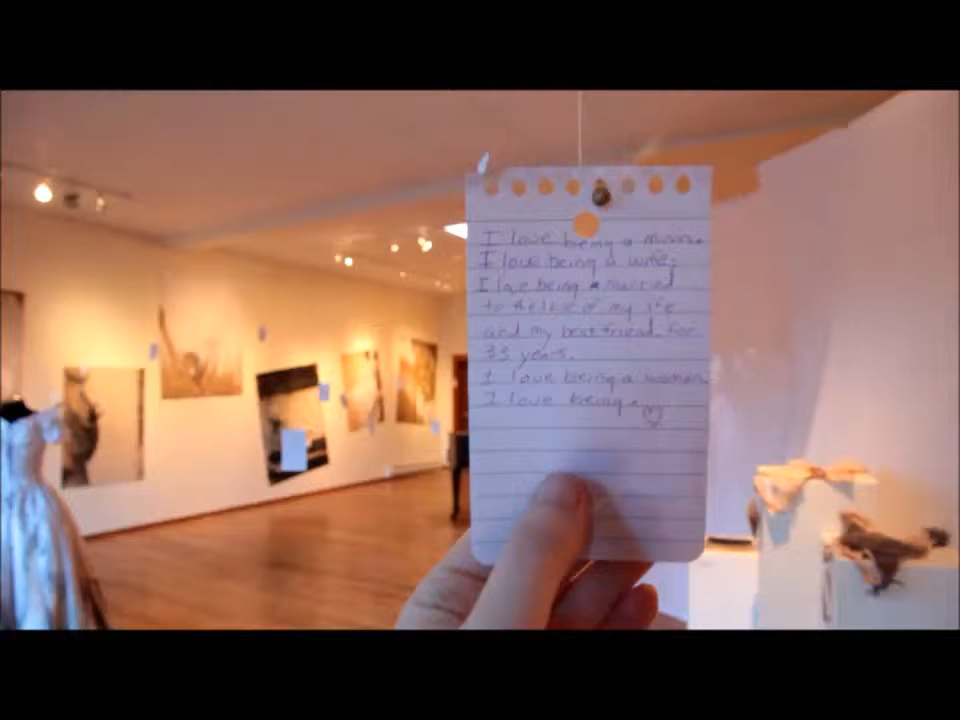 I love being a
I love being a wife.
I love being married
to the love of my life
and my best friend for
33 years.
I love being a woman.
I love being.